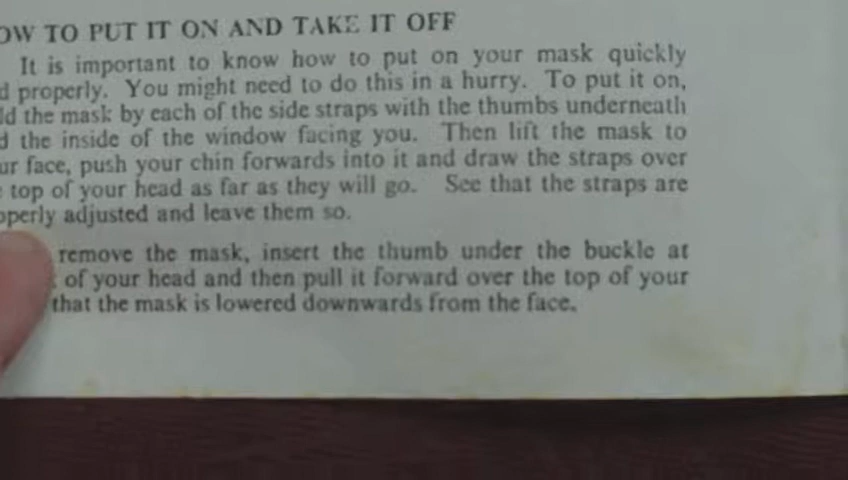 OW TO PUT IT ON AND TAKE IT OFF
It is important to know how to put on your mask quickly
d properly. You might need to do this in a hurry. To put it on,
ld the mask by each of the side straps with the thumbs underneath
d the inside of the window facing you. Then lift the mask to
ur face, push your chin forwards into it and draw the straps over
e top of your head as far as they will go. See that the straps are
operly adjusted and leave them so.
remove the mask, insert the thumb under the buckle at
of your head and then pull it forward over the top of your
that the mask is lowered downwards from the face.